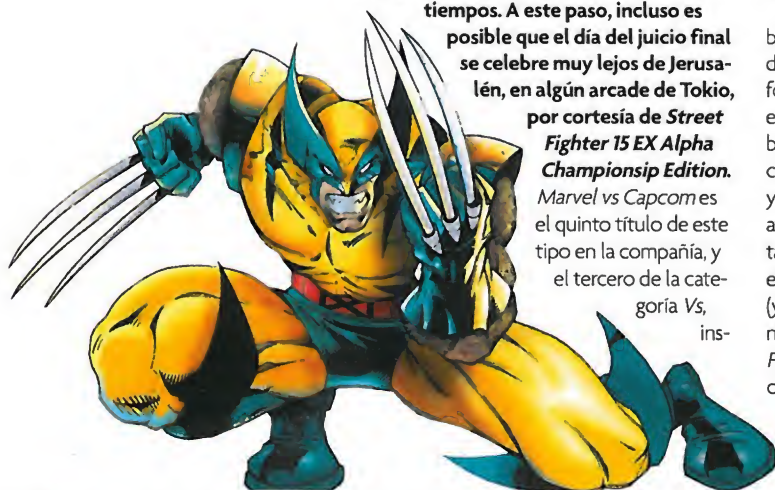 tiempos. A este paso, incluso es
posible que el día del juicio final
se celebre muy lejos de Jerusa-
lén, en algún arcade de Tokio,
por cortesía de Street
Fighter 15 EX Alpha
Championsip Edition.
Marvel vs Capcom es
el quinto título de este
tipo en la compañía, y
el tercero de la cate-
goría Vs,
ins-